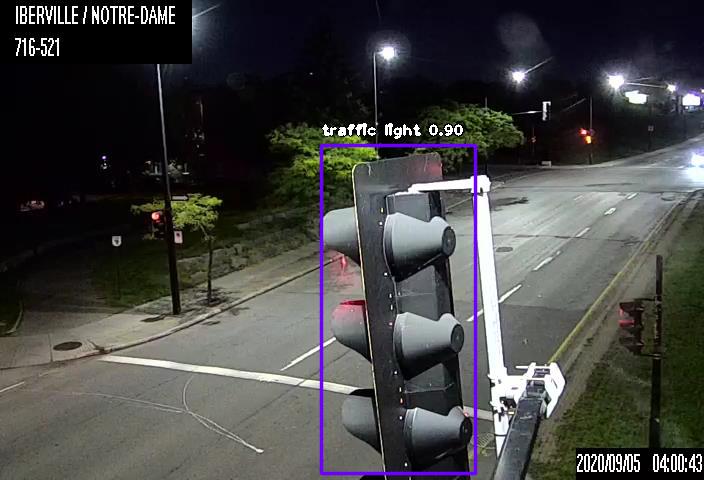 IBERVILLE / NOTRE-DAME
716-521
traffic light 0.90
2020/09/05 04:00:43